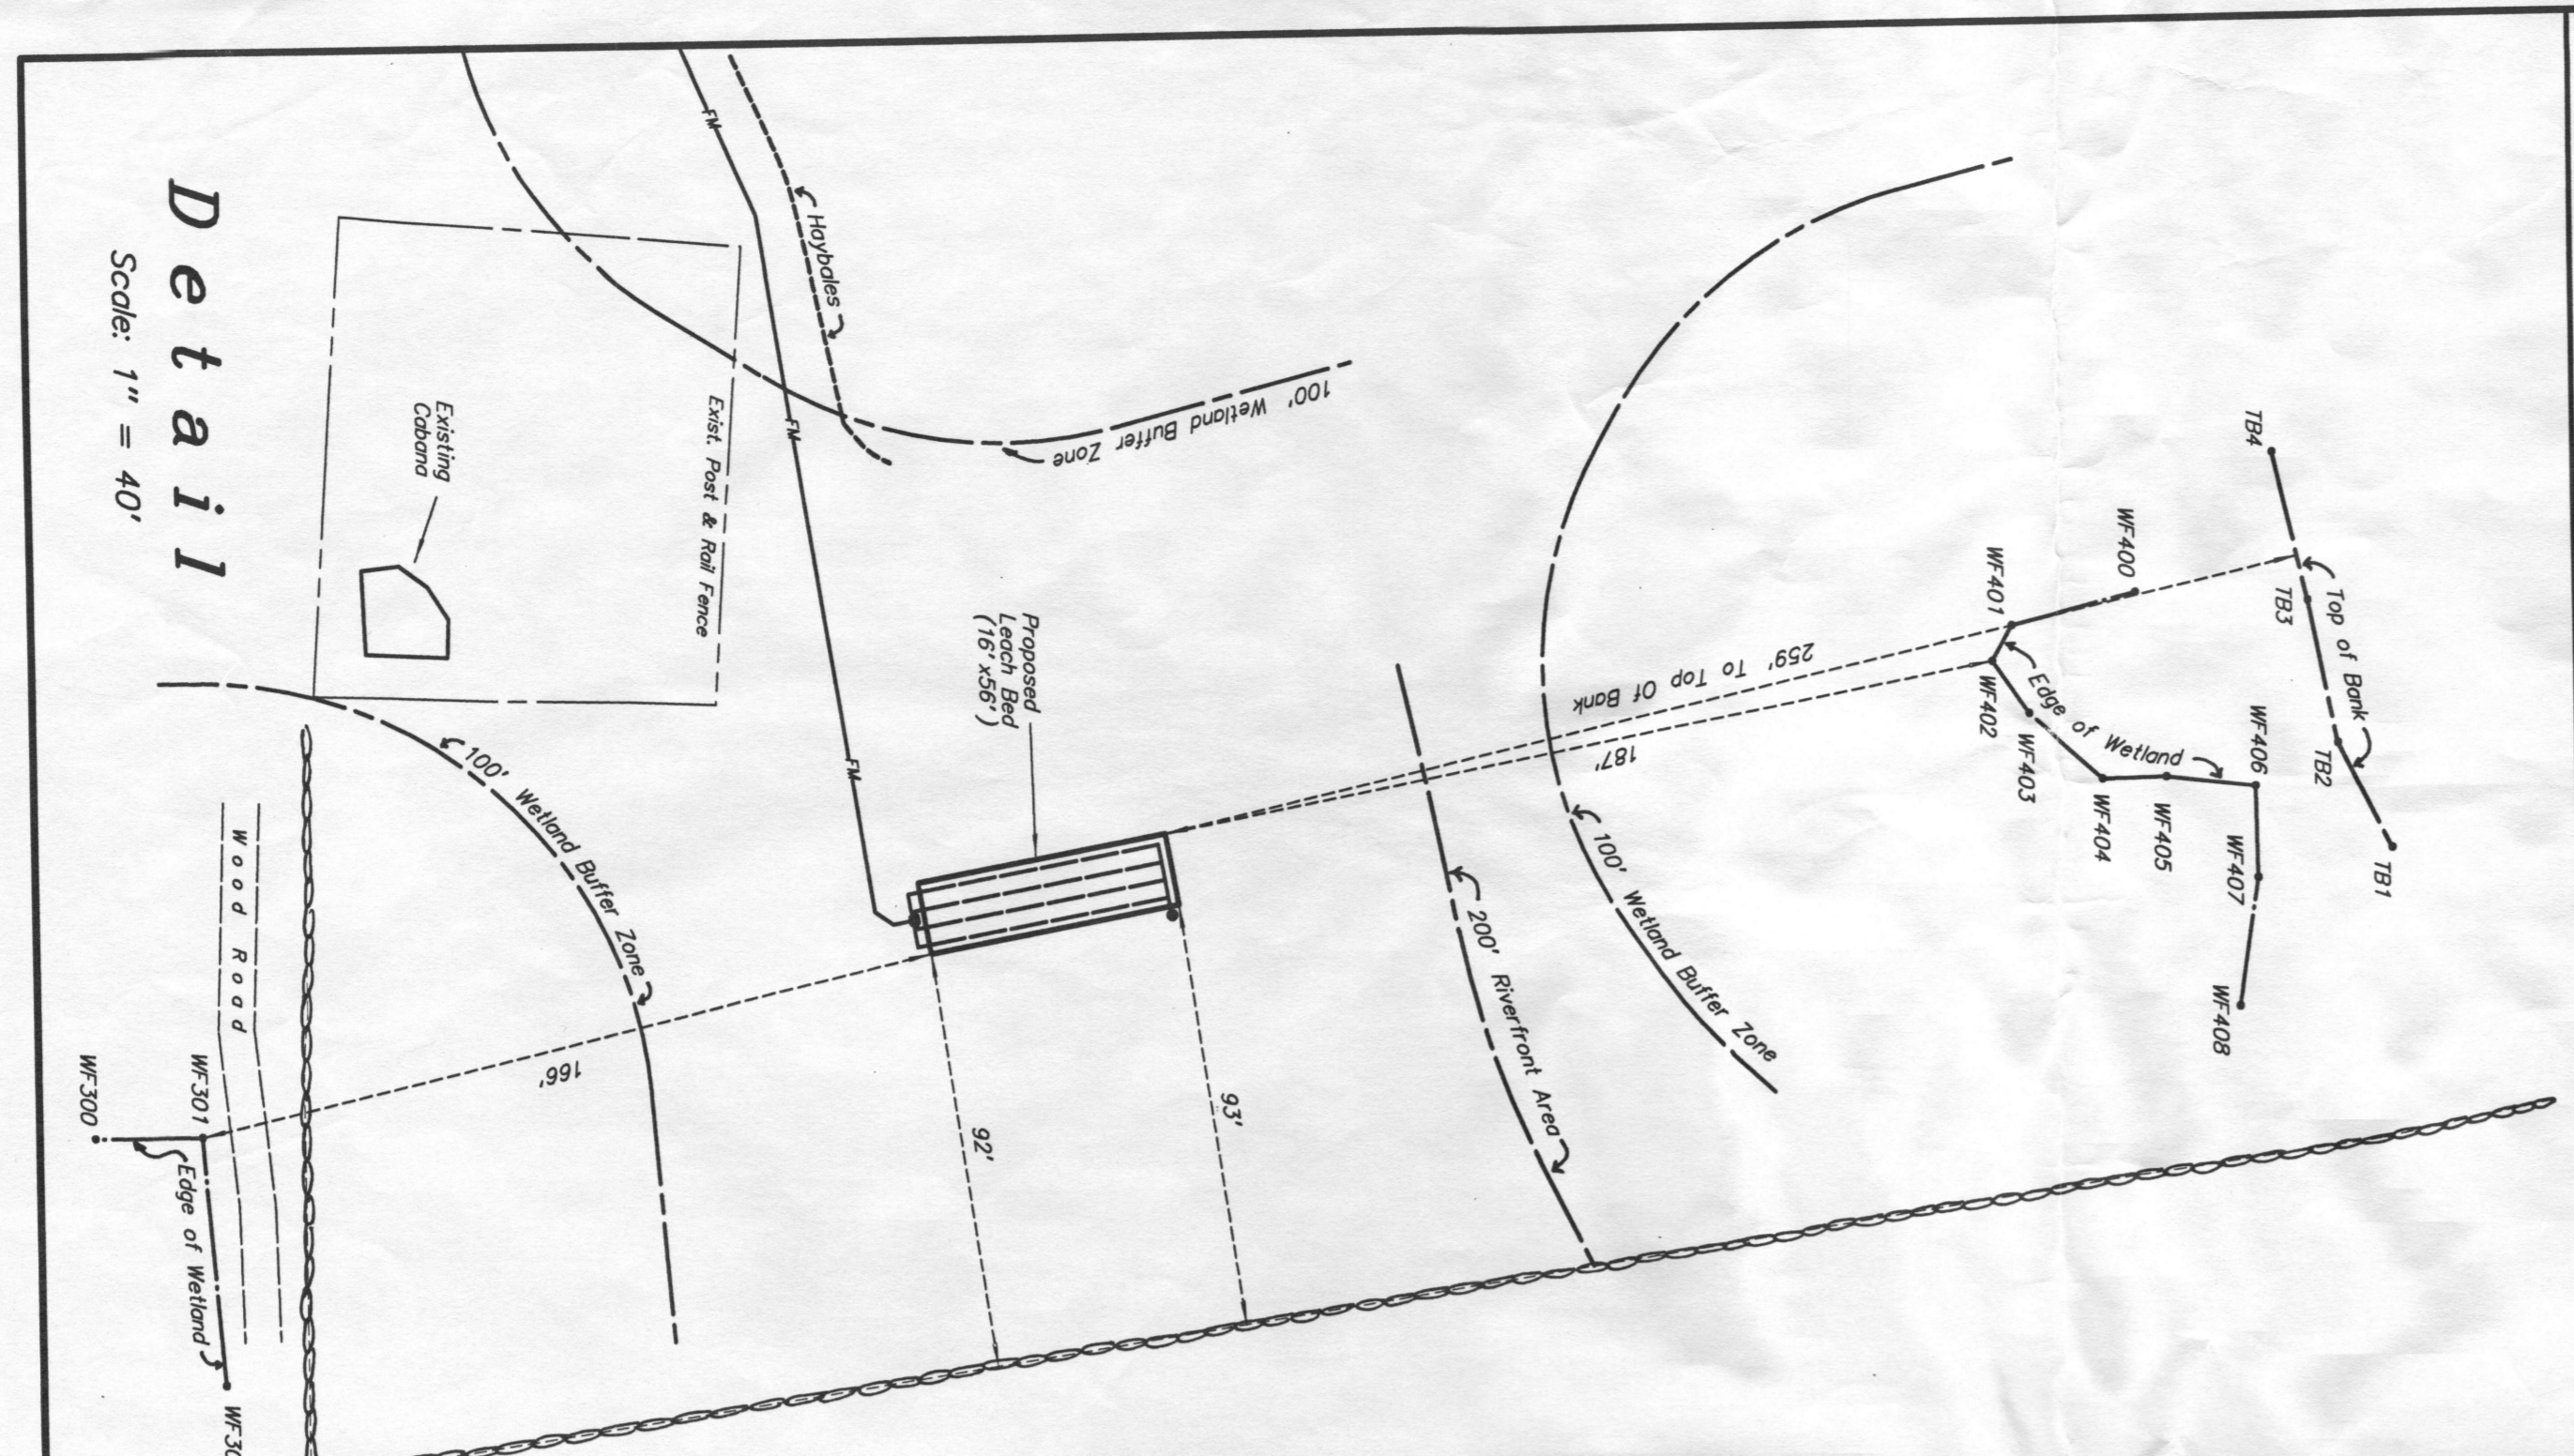 Detail
Scale: 1" = 40'
FM
Haybales
100' Wetland Buffer Zone
FM
Existing
Cabana
Exist. Post & Rail Fence
FM
Proposed
Leach Bed
(16' x56' )
100' Wetland Buffer Zone
Wood Road
WF300
WF301
Edge of Wetland
166'
92'
93'
259' To Top Of Bank
187'
200' Riverfront Area
100' Wetland Buffer Zone
WF400
WF401
WF402
WF403
Edge of Wetland
WF404
WF405
WF406
WF407
WF408
TB4
TB3
Top of Bank
TB2
TB1